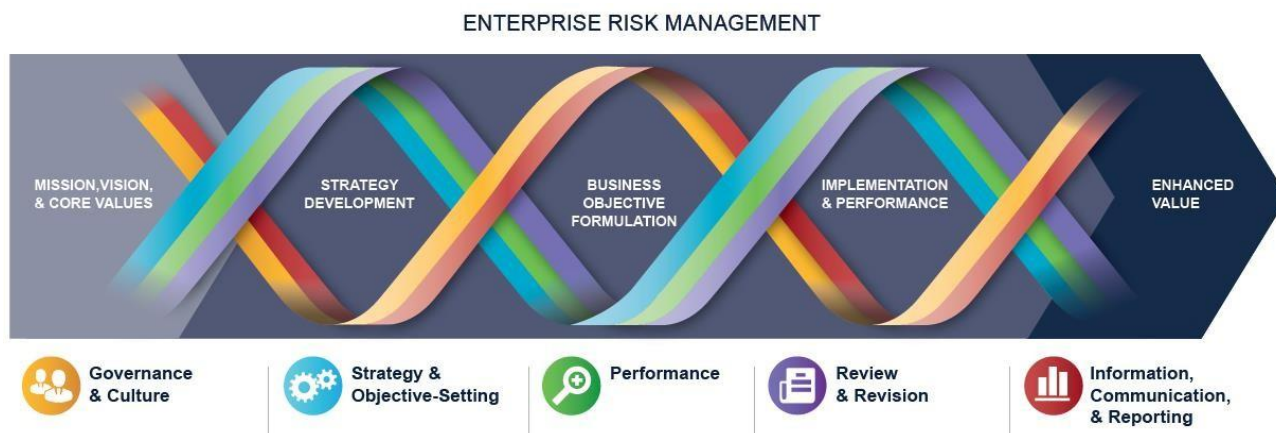 ENTERPRISE RISK MANAGEMENT
MISSION,VISION,
& CORE VALUES
STRATEGY
DEVELOPMENT
BUSINESS
OBJECTIVE
FORMULATION
IMPLEMENTATION
& PERFORMANCE
ENHANCED
VALUE
Governance
& Culture
Strategy &
Objective-Setting
Performance
Review
& Revision
Information,
Communication,
& Reporting